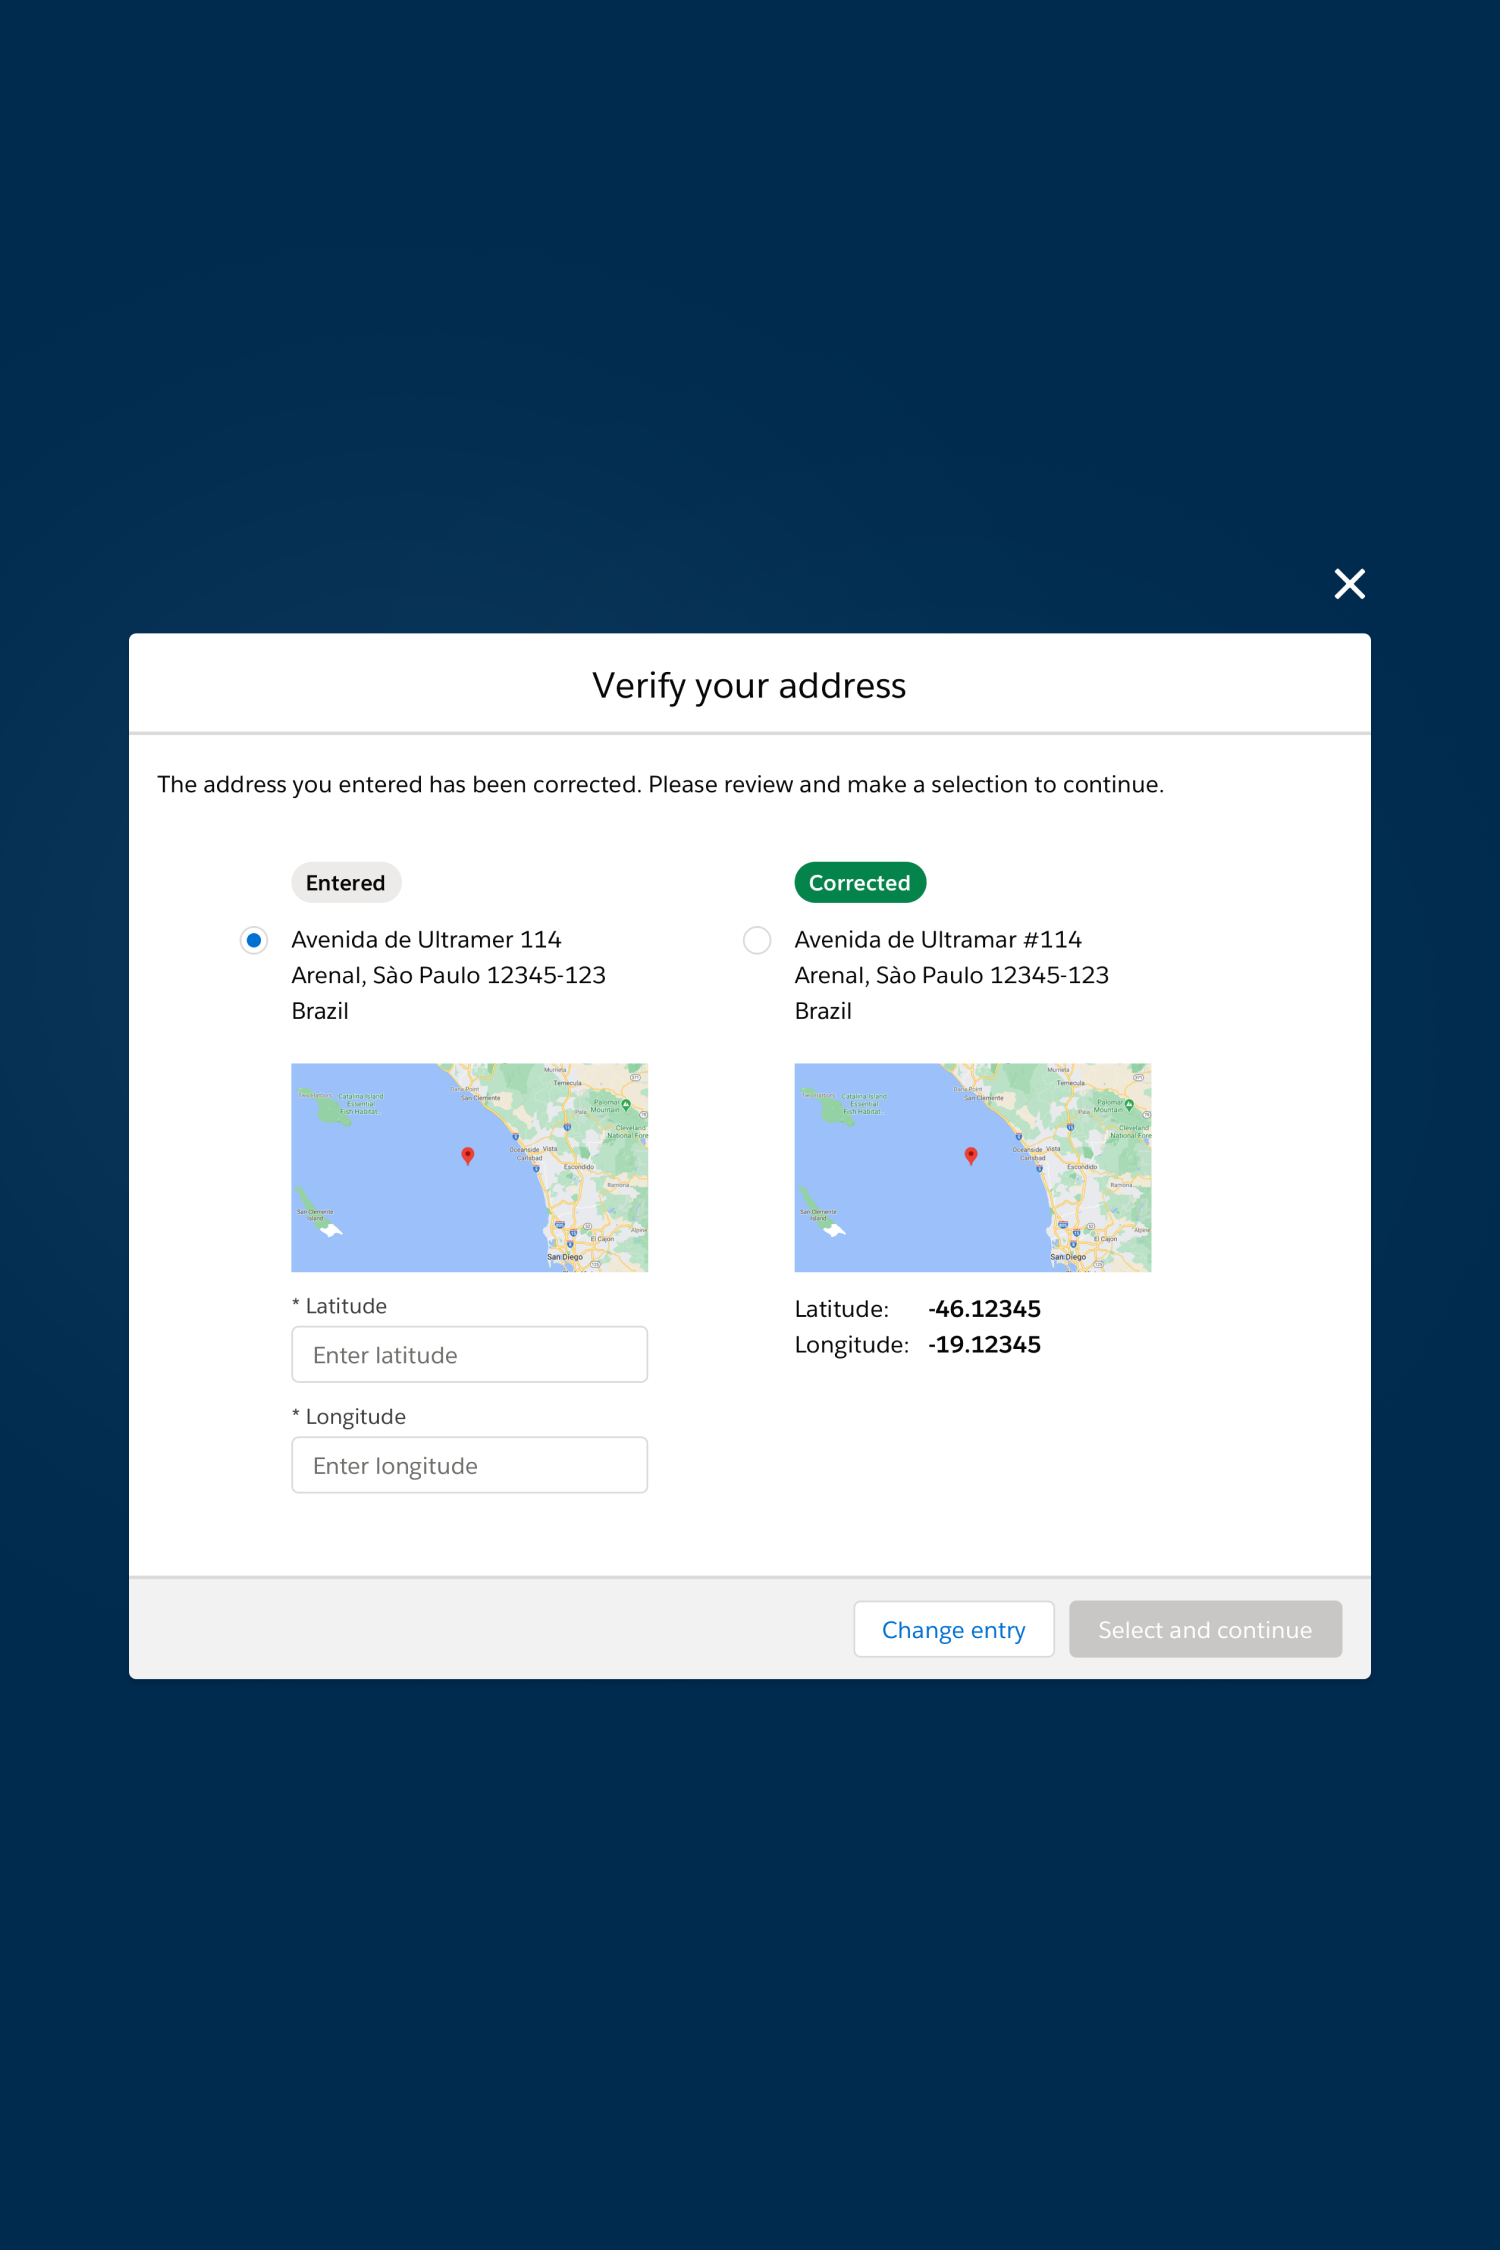 Verify your address
The address you entered has been corrected. Please review and make a selection to continue.
Entered
Avenida de Ultramer 114
Arenal, Sào Paulo 12345-123
Brazil
Murrieta
Temecula
Dana Point
San Clemente
Catalina Island
Essential
Fish Habitat...
Palomar
Mountain
Pala
Cleveland
National Fore
Oceanside
Vista
Carlsbad
Escondido
Ramona
San Clemente
Island
Alpine
El Cajon
San Diego
* Latitude
Enter latitude
* Longitude
Enter longitude
Corrected
Avenida de Ultramar #114
Arenal, Sào Paulo 12345-123
Brazil
Murrieta
Temecula
Dana Point
San Clemente
Catalina Island
Essential
Fish Habitat...
Palomar
Mountain
Pala
Cleveland
National Fore
Oceanside
Vista
Carlsbad
Escondido
Ramona
San Clemente
Island
Alpine
El Cajon
San Diego
Latitude: -46.12345
Longitude: -19.12345
Change entry
Select and continue